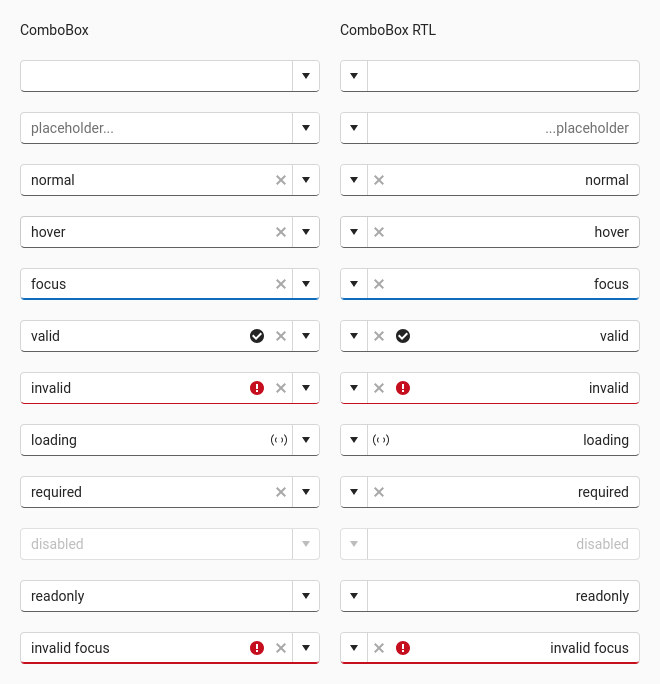 ComboBox
ComboBox RTL
placeholder...
...placeholder
normal
normal
hover
hover
focus
focus
valid
valid
invalid
invalid
loading
loading
required
required
disabled
disabled
readonly
readonly
invalid focus
invalid focus